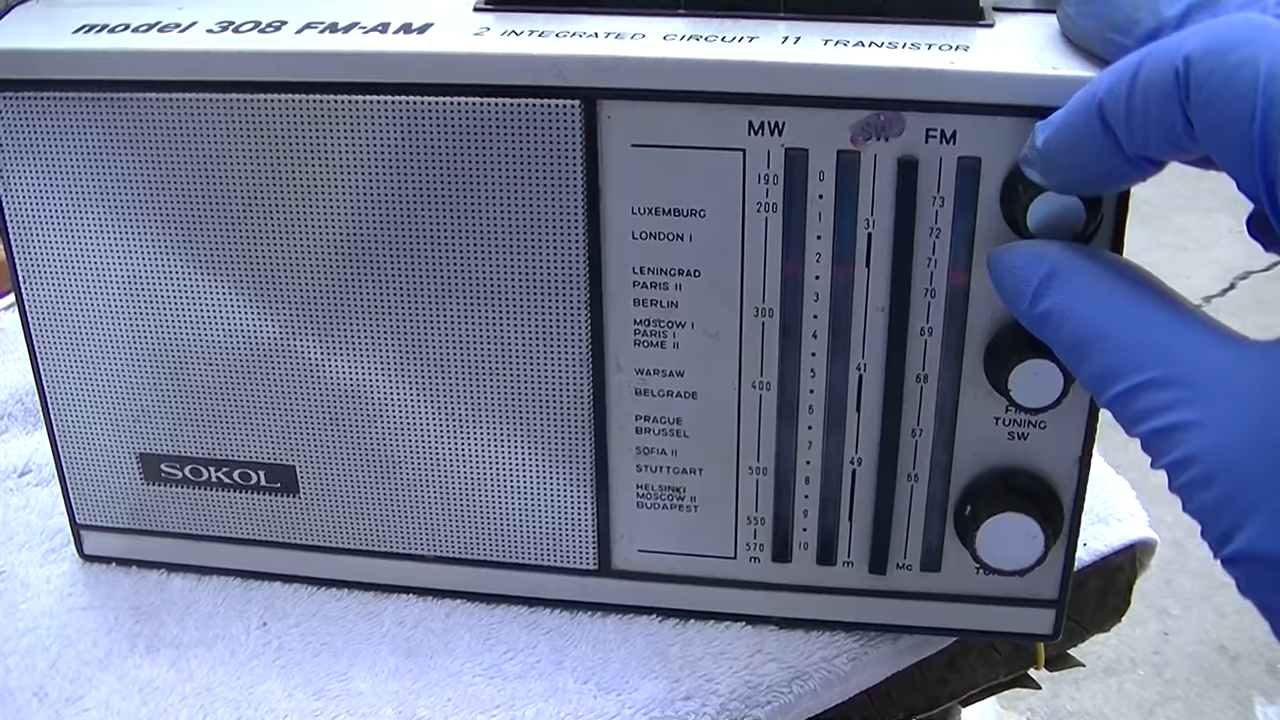 model 308 FM-AM
2 INTEGRATED CIRCUIT 11 TRANSISTOR
MW
SW
FM
LUXEMBURG
LONDON I
LENINGRAD
PARIS II
BERLIN
MOSCOW I
PARIS I
ROME II
WARSAW
BELGRADE
PRAGUE
BRUSSEL
SOFIA II
STUTTGART
HELSINKI
MOSCOW II
BUDAPEST
190
200
300
400
500
550
570
m
0
1
2
3
4
5
6
7
8
9
10
31
41
49
m
73
72
71
70
69
68
67
66
Mc
FINE
TUNING
SW
SOKOL